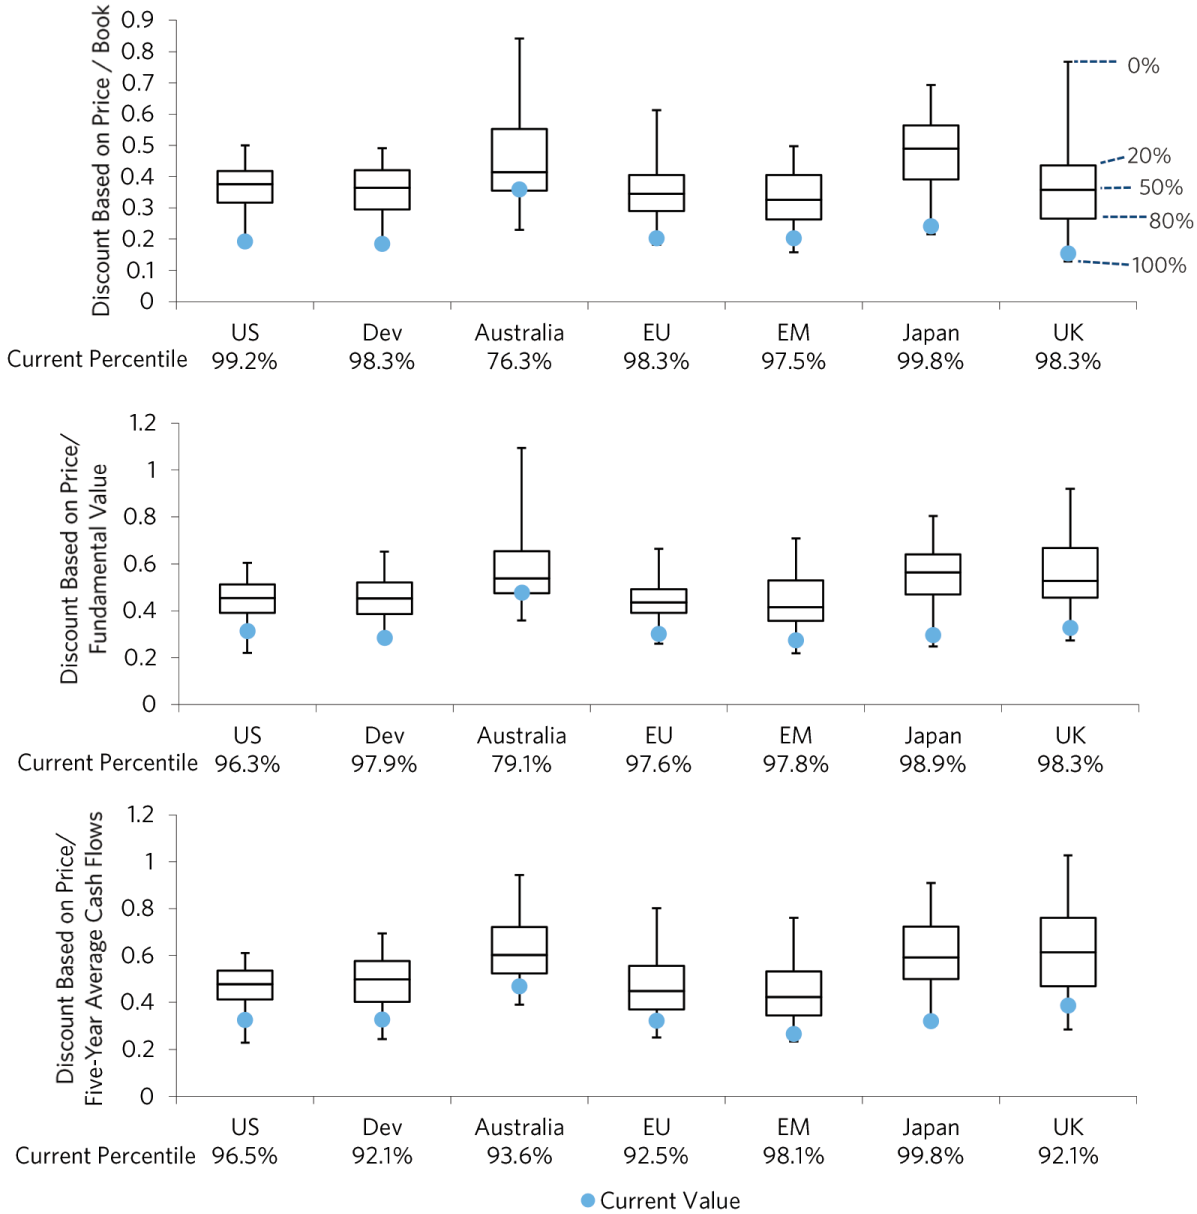 Discount Based on Price / Book
0.9
0.8
0.7
0.6
0.5
0.4
0.3
0.2
0.1
0
0%
20%
50%
80%
100%
US Dev Australia EU EM Japan UK
Current Percentile 99.2% 98.3% 76.3% 98.3% 97.5% 99.8% 98.3%
Discount Based on Price/
Fundamental Value
1.2
1
0.8
0.6
0.4
0.2
0
US Dev Australia EU EM Japan UK
Current Percentile 96.3% 97.9% 79.1% 97.6% 97.8% 98.9% 98.3%
Discount Based on Price/
Five-Year Average Cash Flows
1.2
1
0.8
0.6
0.4
0.2
0
US Dev Australia EU EM Japan UK
Current Percentile 96.5% 92.1% 93.6% 92.5% 98.1% 99.8% 92.1%
Current Value